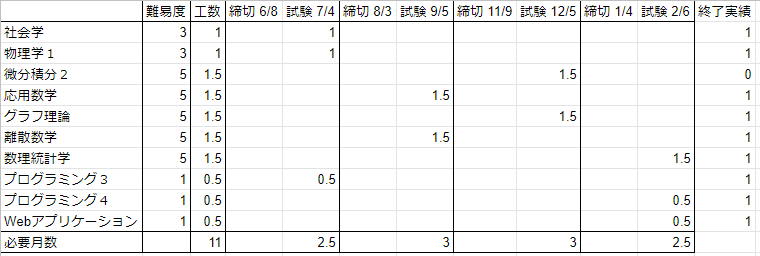 難易度 工数 締切 6/8 試験 7/4 締切 8/3 試験 9/5 締切 11/9 試験 12/5 締切 1/4 試験 2/6 終了実績
社会学 3 1 1 1
物理学１ 3 1 1 1
微分積分２ 5 1.5 1.5 0
応用数学 5 1.5 1.5 1
グラフ理論 5 1.5 1.5 1
離散数学 5 1.5 1.5 1
数理統計学 5 1.5 1.5 1
プログラミング３ 1 0.5 0.5 1
プログラミング４ 1 0.5 0.5 1
Webアプリケーション 1 0.5 0.5 1
必要月数 11 2.5 3 3 2.5